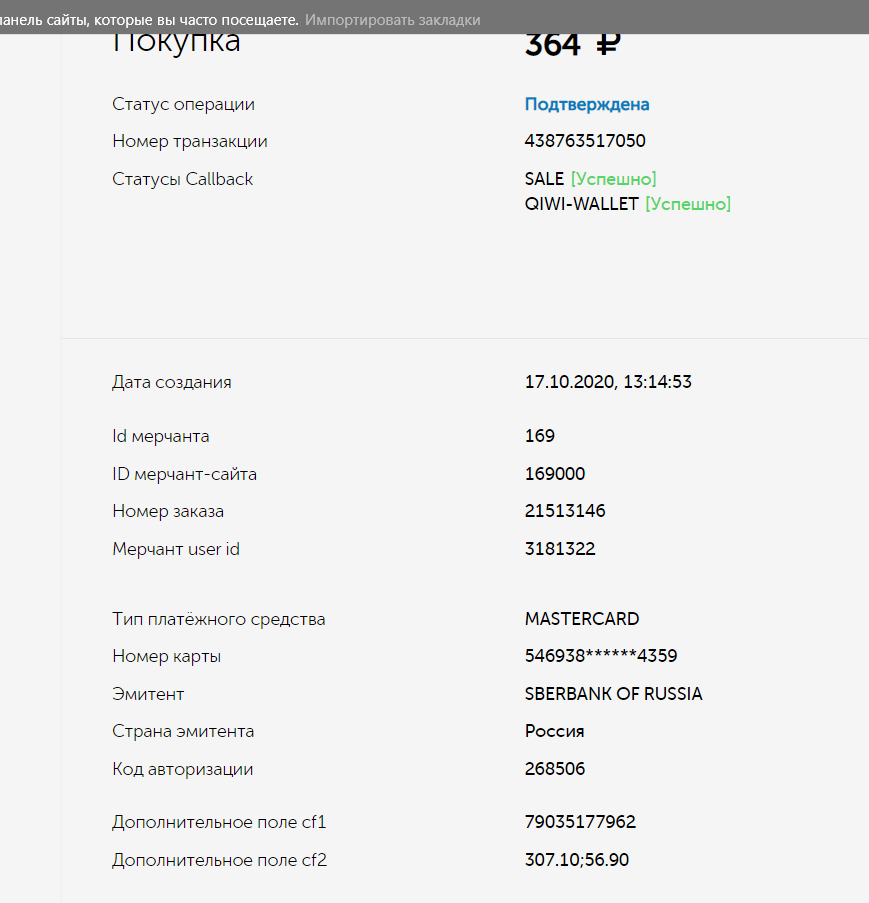 панель сайты, которые вы часто посещаете. Импортировать закладки
Покупка 364 ₽
Статус операции Подтверждена
Номер транзакции 438763517050
Статусы Callback SALE [Успешно]
QIWI-WALLET [Успешно]
Дата создания 17.10.2020, 13:14:53
Id мерчанта 169
ID мерчант-сайта 169000
Номер заказа 21513146
Мерчант user id 3181322
Тип платёжного средства MASTERCARD
Номер карты 546938******4359
Эмитент SBERBANK OF RUSSIA
Страна эмитента Россия
Код авторизации 268506
Дополнительное поле cf1 79035177962
Дополнительное поле cf2 307.10;56.90